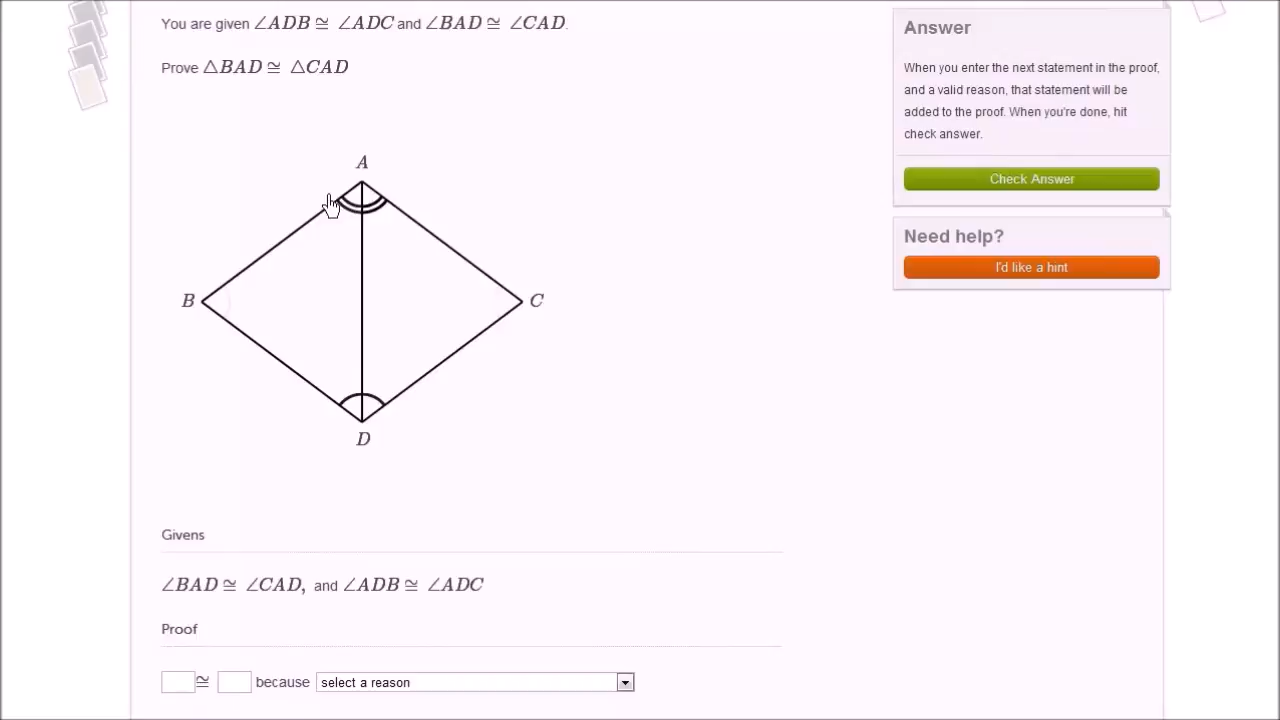 You are given ∠ADB ≅ ∠ADC and ∠BAD ≅ ∠CAD.
Prove △BAD ≅ △CAD
A
B
C
D
Givens
∠BAD ≅ ∠CAD, and ∠ADB ≅ ∠ADC
Proof
≅ because select a reason
Answer
When you enter the next statement in the proof,
and a valid reason, that statement will be
added to the proof. When you're done, hit
check answer.
Check Answer
Need help?
I'd like a hint